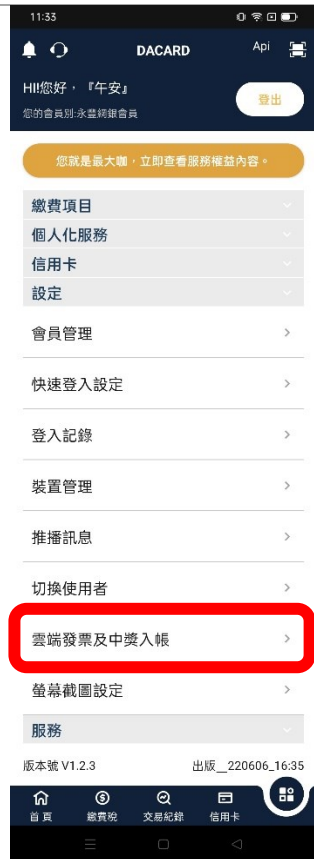 11:33
DACARD
Api
HI!您好,『午安』
您的會員別:永豐網銀會員
登出
您就是最大咖,立即查看服務權益內容。
繳費項目
個人化服務
信用卡
設定
會員管理
快速登入設定
登入記錄
裝置管理
推播訊息
切換使用者
雲端發票及中獎入帳
螢幕截圖設定
服務
版本號 V1.2.3
出版__220606_16:35
首頁
繳費稅
交易紀錄
信用卡